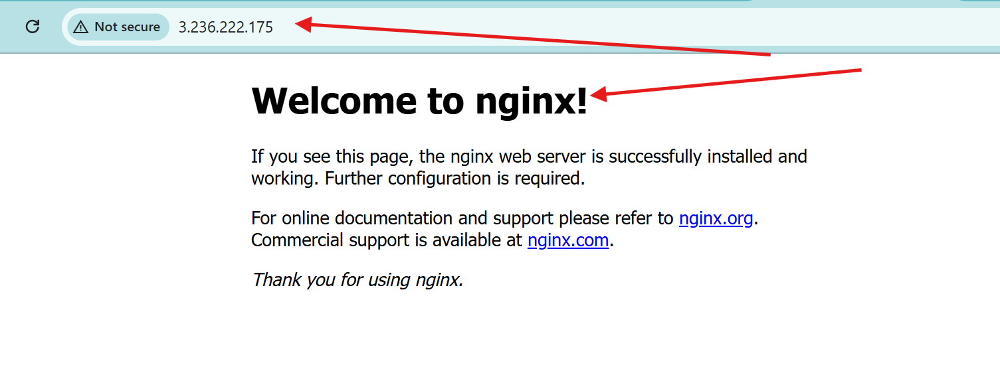 Not secure 3.236.222.175
Welcome to nginx!
If you see this page, the nginx web server is successfully installed and
working. Further configuration is required.
For online documentation and support please refer to nginx.org.
Commercial support is available at nginx.com.
Thank you for using nginx.